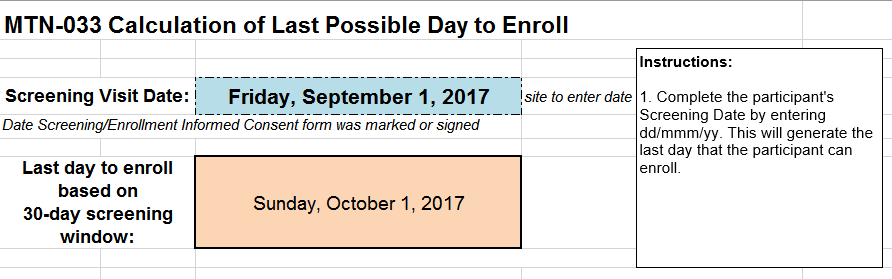 MTN-033 Calculation of Last Possible Day to Enroll
Screening Visit Date:
Friday, September 1, 2017
site to enter date
Date Screening/Enrollment Informed Consent form was marked or signed
Last day to enroll
based on
30-day screening
window:
Sunday, October 1, 2017
Instructions:
1. Complete the participant's
Screening Date by entering
dd/mmm/yy. This will generate the
last day that the participant can
enroll.